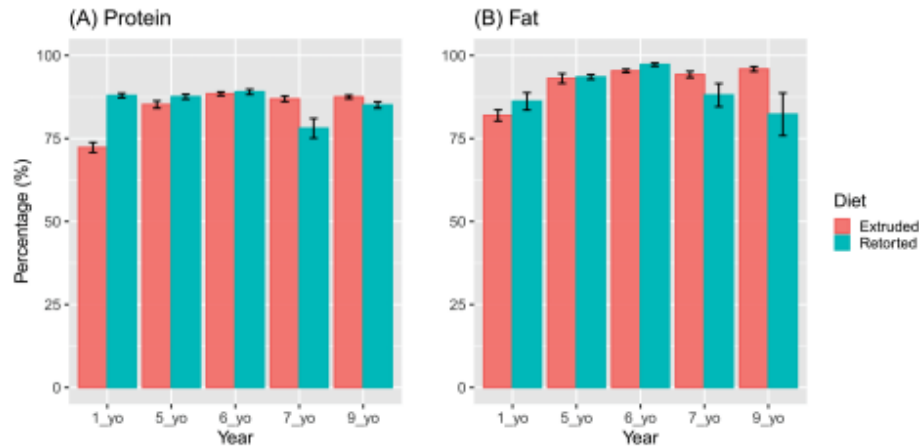 (A) Protein
(B) Fat
Percentage (%)
100
75
50
25
0
1_yo 5_yo 6_yo 7_yo 9_yo
Year
100
75
50
25
0
1_yo 5_yo 6_yo 7_yo 9_yo
Year
Diet
Extruded
Retorted